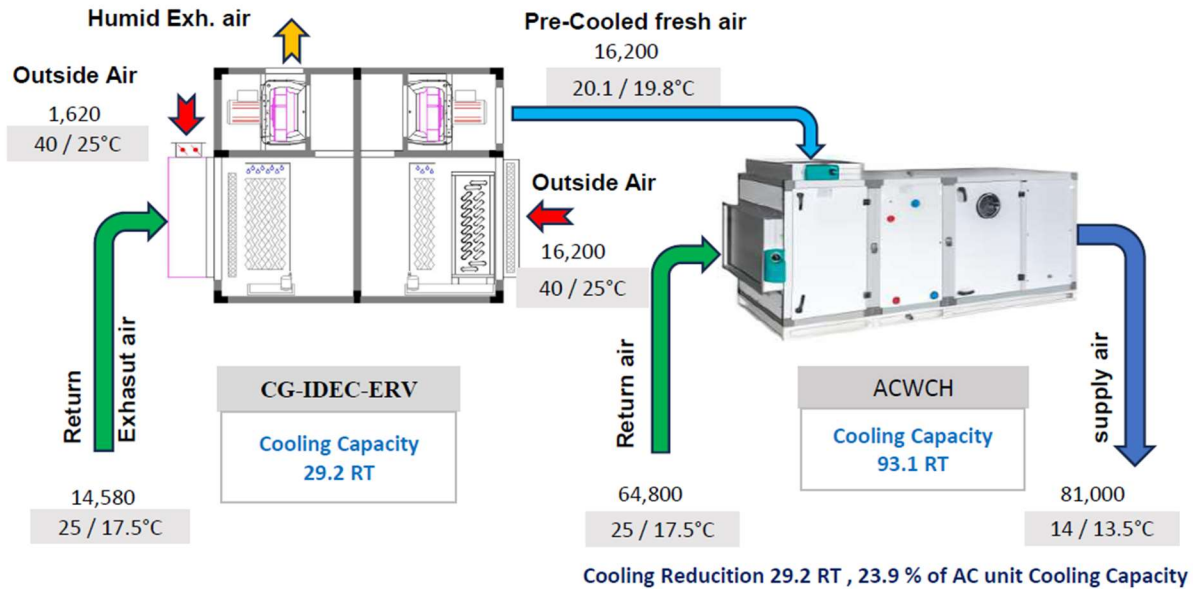 Humid Exh. air
Pre-Cooled fresh air
16,200
20.1 / 19.8°C
Outside Air
1,620
40 / 25°C
Outside Air
16,200
40 / 25°C
Return
Exhasut air
14,580
25 / 17.5°C
CG-IDEC-ERV
Cooling Capacity
29.2 RT
Return air
64,800
25 / 17.5°C
ACWCH
Cooling Capacity
93.1 RT
supply air
81,000
14 / 13.5°C
Cooling Reducition 29.2 RT , 23.9 % of AC unit Cooling Capacity